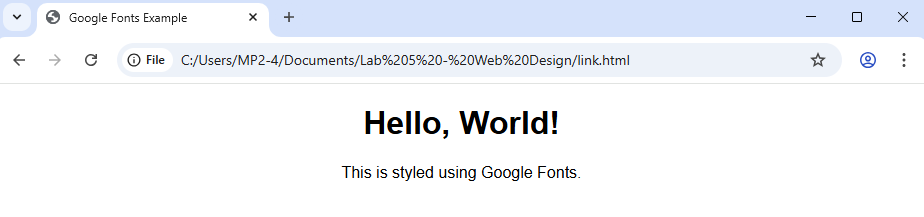 Google Fonts Example
File C:/Users/MP2-4/Documents/Lab%205%20-%20Web%20Design/link.html
Hello, World!
This is styled using Google Fonts.